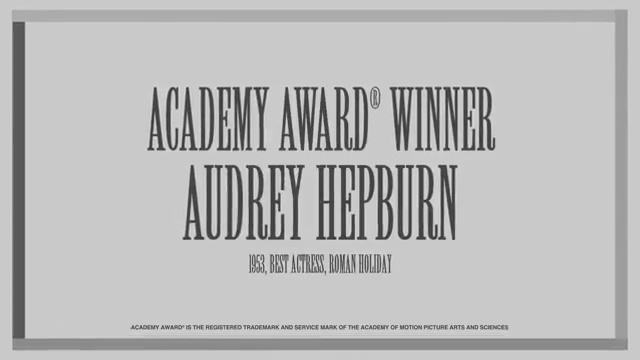 ACADEMY AWARD® WINNER
AUDREY HEPBURN
1953, BEST ACTRESS, ROMAN HOLIDAY
ACADEMY AWARD® IS THE REGISTERED TRADEMARK AND SERVICE MARK OF THE ACADEMY OF MOTION PICTURE ARTS AND SCIENCES